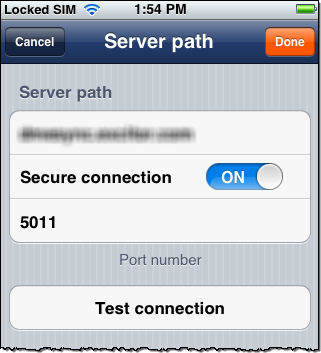 Locked SIM 1:54 PM
Cancel Server path Done
Server path
Secure connection ON
5011
Port number
Test connection